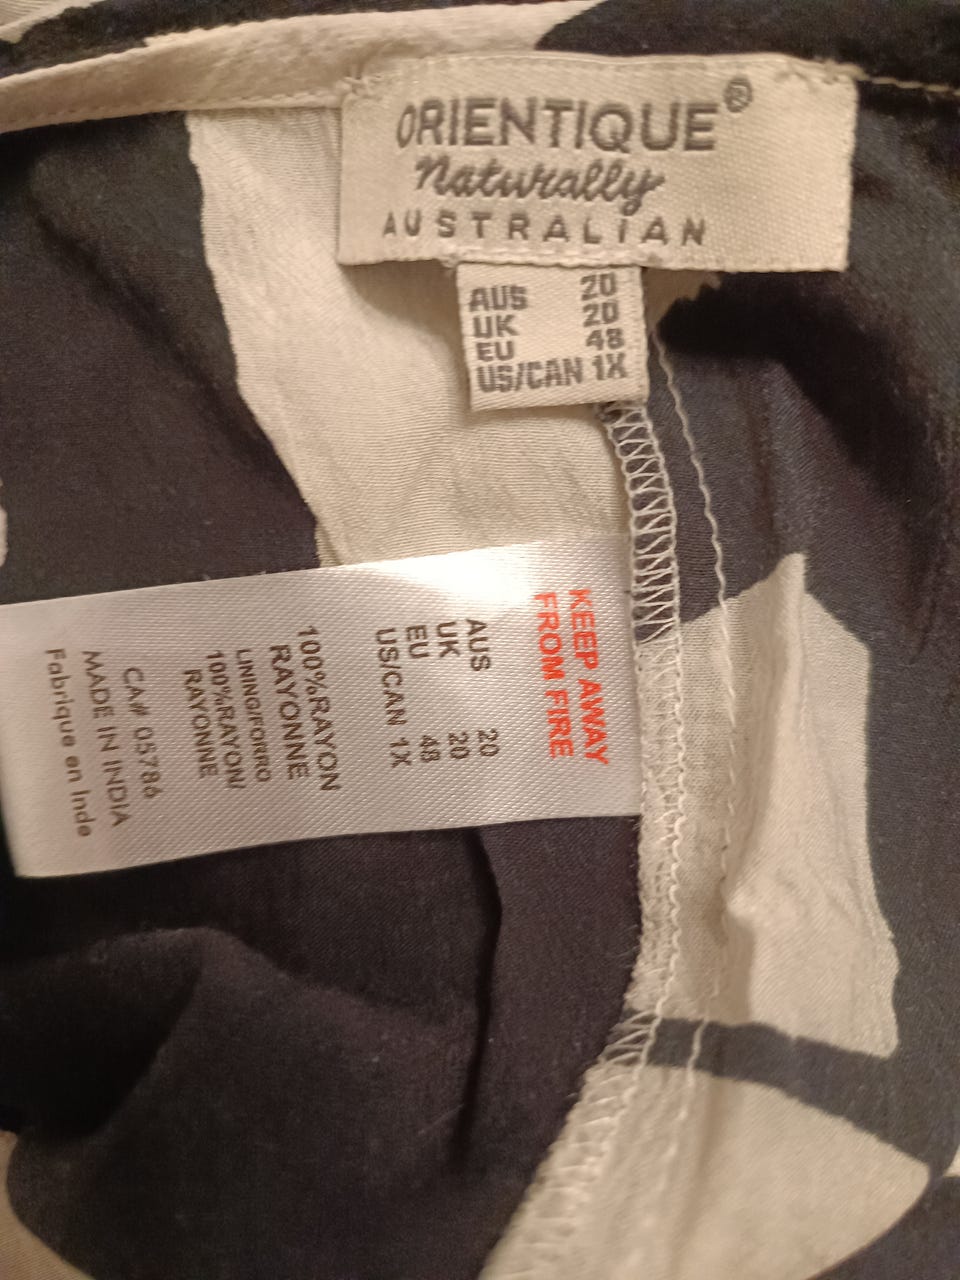 ORIENTIQUE®
Naturally
AUSTRALIAN
AUS 20
UK 20
EU 48
US/CAN 1X
KEEP AWAY
FROM FIRE
AUS 20
UK 20
EU 48
US/CAN 1X
100%RAYON
RAYONNE
LINING/FORRO
100%RAYON/
RAYONNE
CA# 05786
MADE IN INDIA
Fabrique en Inde